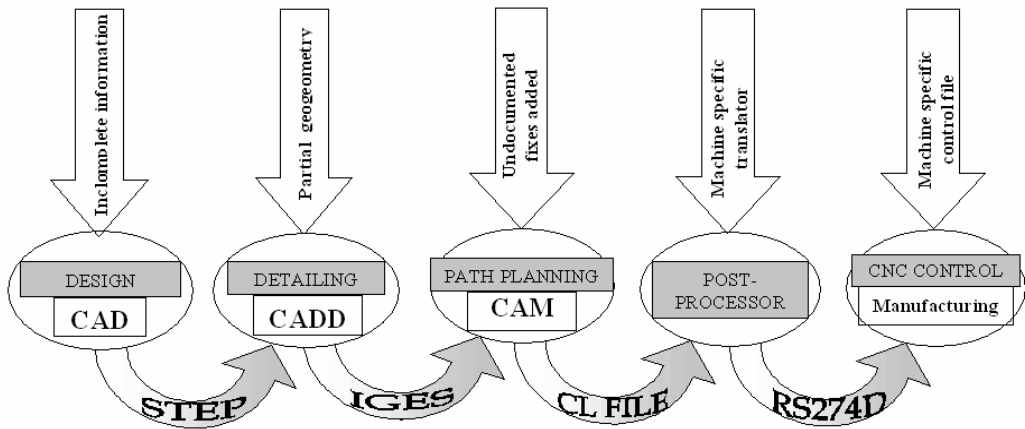 Inclomplete information
Partial geogeometry
Undocumented
fixes added
Machine specific
translator
Machine specific
control file
DESIGN
CAD
DETAILING
CADD
PATH PLANNING
CAM
POST-
PROCESSOR
CNC CONTROL
Manufacturing
STEP
IGES
CL FILE
RS274D